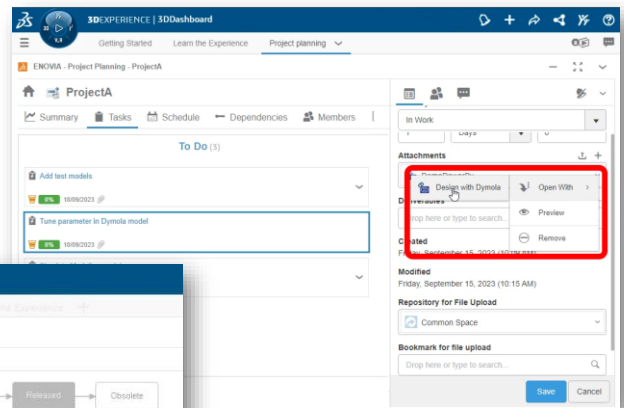 3DEXPERIENCE | 3DDashboard
Getting Started Learn the Experience Project planning
ENOVIA - Project Planning - ProjectA
ProjectA
Summary Tasks Schedule Dependencies Members
To Do (3)
Add test models
0% 10/09/2023
Tune parameter in Dymola model
0% 10/09/2023
In Work
1 Days 0
Attachments
Design with Dymola
Open With
Preview
Remove
Drop here or type to search...
Created
Friday, September 15, 2023
Modified
Friday, September 15, 2023 (10:15 AM)
Repository for File Upload
Common Space
Bookmark for file upload
Drop here or type to search...
Save Cancel
Released Obsolete